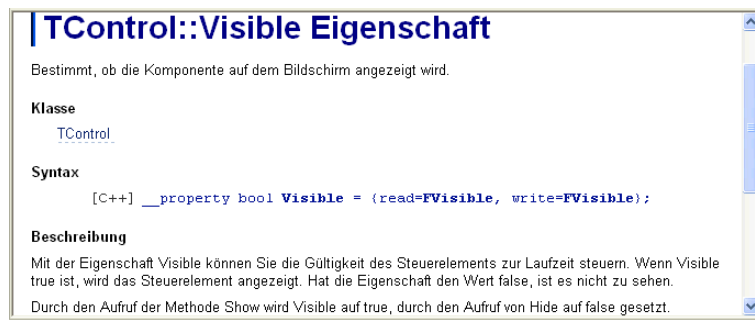 TControl::Visible Eigenschaft
Bestimmt, ob die Komponente auf dem Bildschirm angezeigt wird.
Klasse
TControl
Syntax
[C++] __property bool Visible = {read=FVisible, write=FVisible};
Beschreibung
Mit der Eigenschaft Visible können Sie die Gültigkeit des Steuerelements zur Laufzeit steuern. Wenn Visible
true ist, wird das Steuerelement angezeigt. Hat die Eigenschaft den Wert false, ist es nicht zu sehen.
Durch den Aufruf der Methode Show wird Visible auf true, durch den Aufruf von Hide auf false gesetzt.